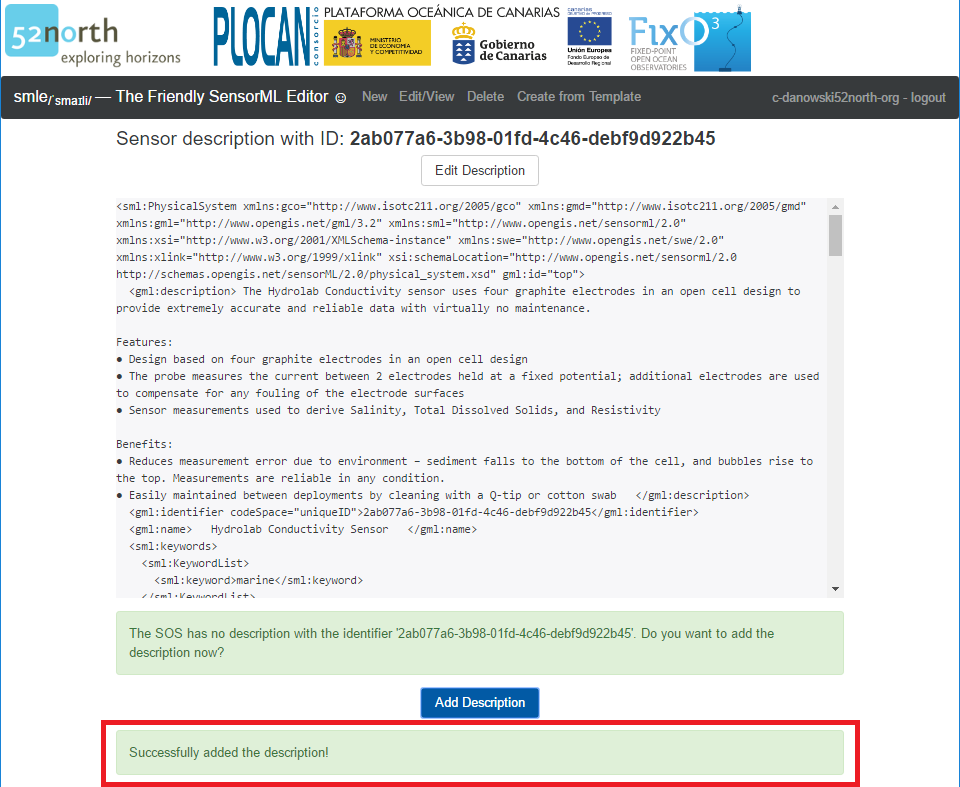 52north
exploring horizons
PLOCAN consorcio
PLATAFORMA OCEÁNICA DE CANARIAS
MINISTERIO
DE ECONOMÍA
Y COMPETITIVIDAD
Gobierno
de Canarias
Unión Europea
Fondo Europeo de
Desarrollo Regional
FixO3
FIXED-POINT
OPEN OCEAN
OBSERVATORIES
smle/ˈsmaɪli/ — The Friendly SensorML Editor ☺ New Edit/View Delete Create from Template c-danowski52north-org - logout
Sensor description with ID: 2ab077a6-3b98-01fd-4c46-debf9d922b45
Edit Description
<sml:PhysicalSystem xmlns:gco="http://www.isotc211.org/2005/gco" xmlns:gmd="http://www.isotc211.org/2005/gmd"
xmlns:gml="http://www.opengis.net/gml/3.2" xmlns:sml="http://www.opengis.net/sensorml/2.0"
xmlns:xsi="http://www.w3.org/2001/XMLSchema-instance" xmlns:swe="http://www.opengis.net/swe/2.0"
xmlns:xlink="http://www.w3.org/1999/xlink" xsi:schemaLocation="http://www.opengis.net/sensorml/2.0
http://schemas.opengis.net/sensorML/2.0/physical_system.xsd" gml:id="top">
<gml:description> The Hydrolab Conductivity sensor uses four graphite electrodes in an open cell design to
provide extremely accurate and reliable data with virtually no maintenance.
Features:
● Design based on four graphite electrodes in an open cell design
● The probe measures the current between 2 electrodes held at a fixed potential; additional electrodes are used
to compensate for any fouling of the electrode surfaces
● Sensor measurements used to derive Salinity, Total Dissolved Solids, and Resistivity
Benefits:
● Reduces measurement error due to environment – sediment falls to the bottom of the cell, and bubbles rise to
the top. Measurements are reliable in any condition.
● Easily maintained between deployments by cleaning with a Q-tip or cotton swab </gml:description>
<gml:identifier codeSpace="uniqueID">2ab077a6-3b98-01fd-4c46-debf9d922b45</gml:identifier>
<gml:name> Hydrolab Conductivity Sensor </gml:name>
<sml:keywords>
<sml:KeywordList>
<sml:keyword>marine</sml:keyword>
</sml:KeywordList>
The SOS has no description with the identifier '2ab077a6-3b98-01fd-4c46-debf9d922b45'. Do you want to add the
description now?
Add Description
Successfully added the description!